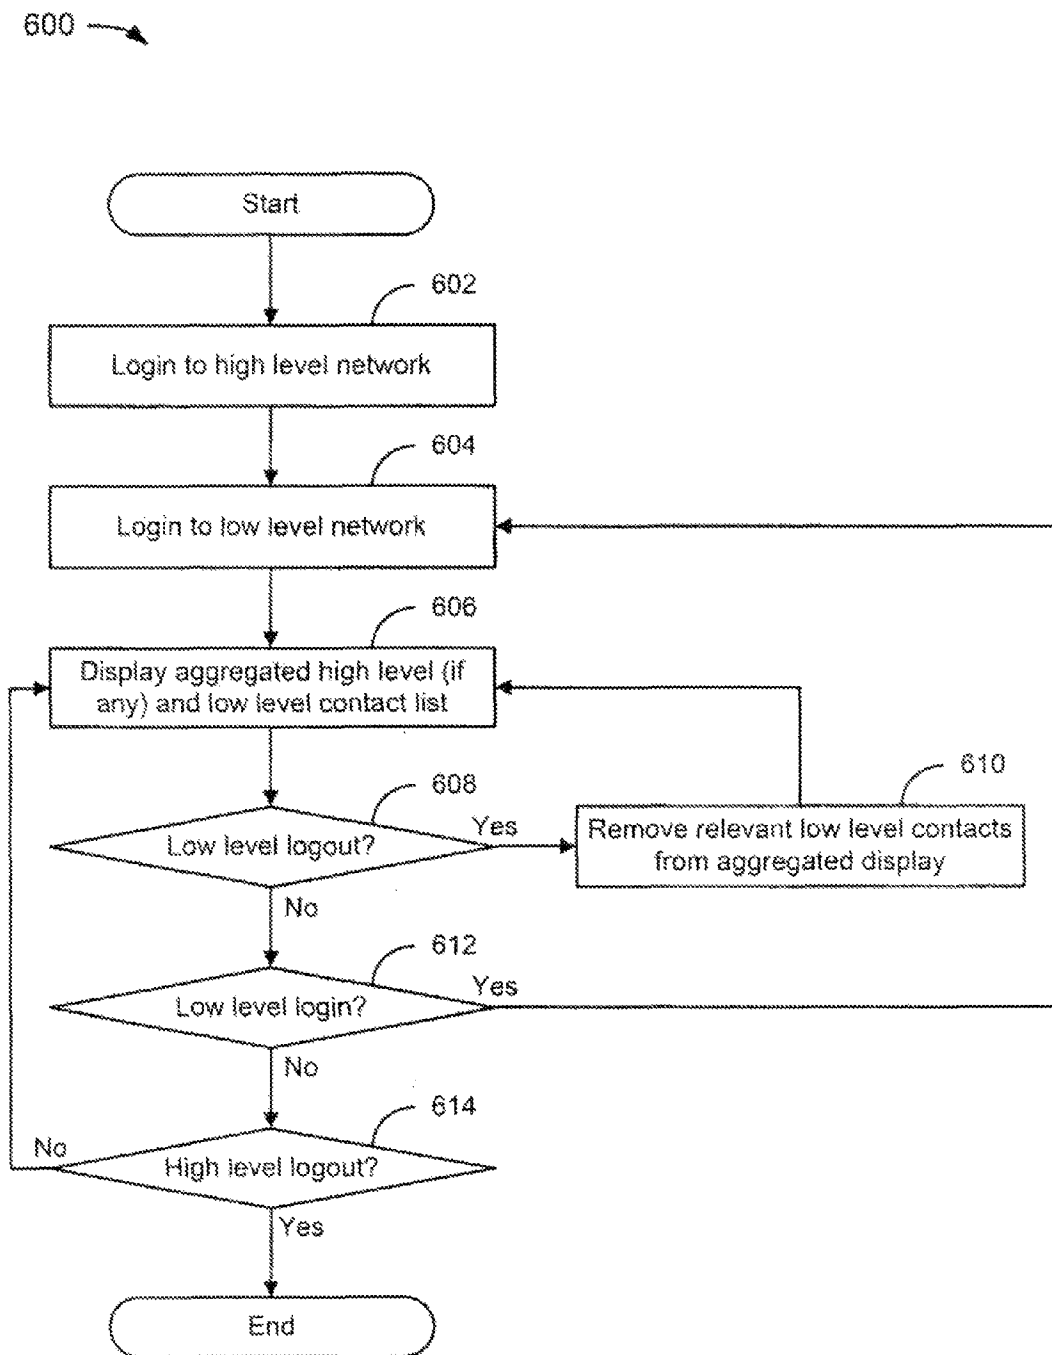 600
Start
602
Login to high level network
604
Login to low level network
606
Display aggregated high level (if
any) and low level contact list
608
Low level logout?
Yes
610
Remove relevant low level contacts
from aggregated display
No
612
Low level login?
Yes
No
614
High level logout?
No
Yes
End